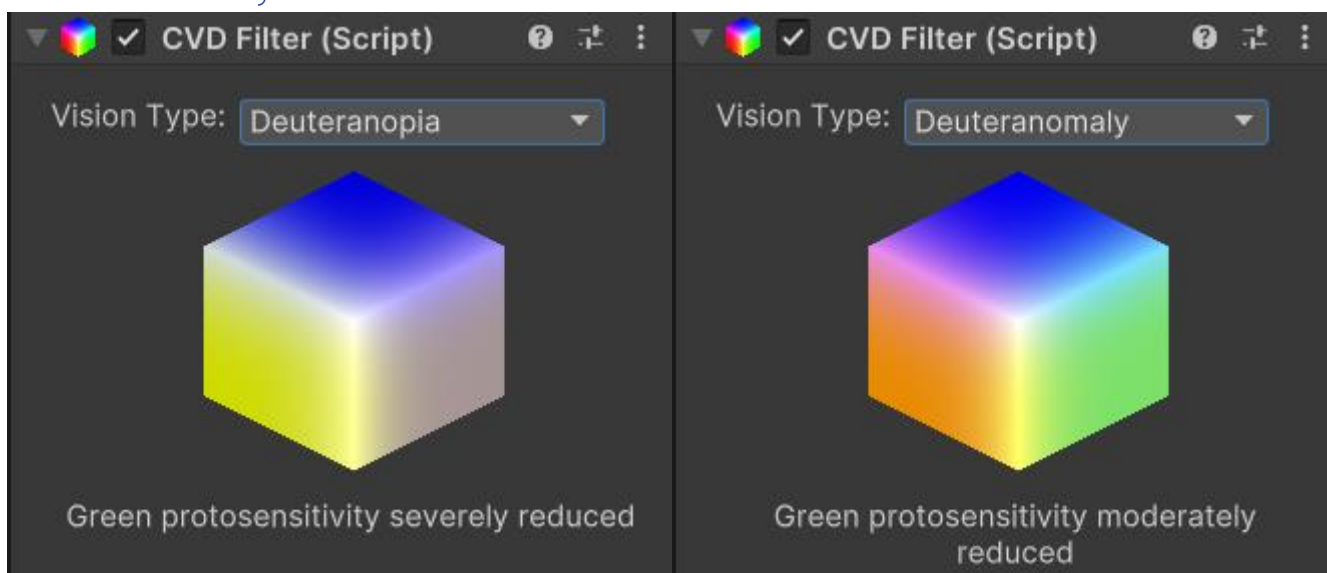 CVD Filter (Script)
Vision Type: Deuteranopia
Green protosensitivity severely reduced
CVD Filter (Script)
Vision Type: Deuteranomaly
Green protosensitivity moderately
reduced